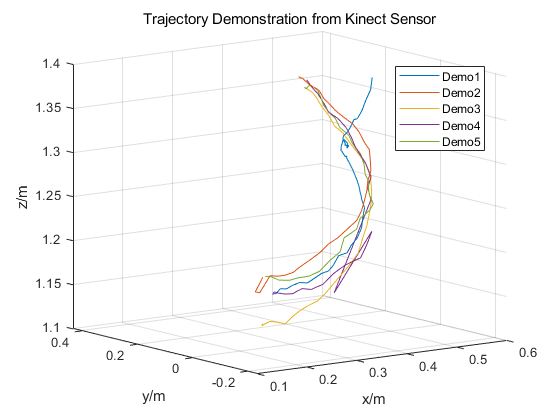 Trajectory Demonstration from Kinect Sensor
Demo1
Demo2
Demo3
Demo4
Demo5
1.4
1.35
1.3
1.25
1.2
1.15
1.1
z/m
0.4
0.2
0
-0.2
y/m
0.1
0.2
0.3
0.4
0.5
0.6
x/m